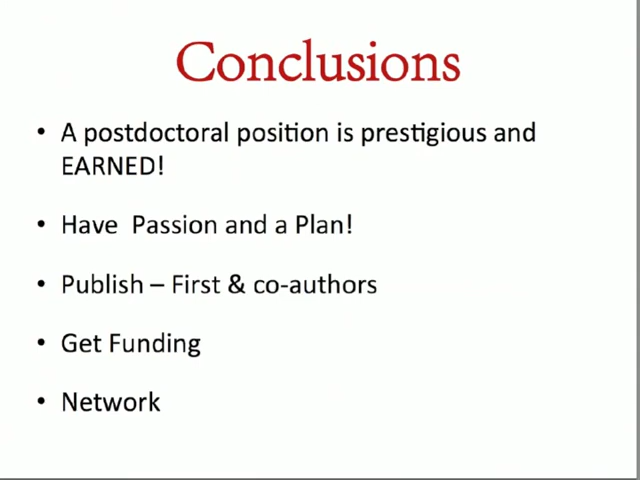 Conclusions
• A postdoctoral position is prestigious and
EARNED!
• Have  Passion and a Plan!
• Publish – First & co-authors
• Get Funding
• Network